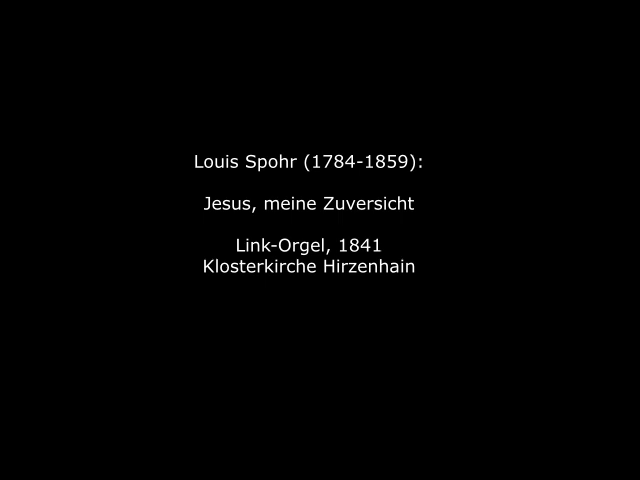 Louis Spohr (1784-1859):
Jesus, meine Zuversicht
Link-Orgel, 1841
Klosterkirche Hirzenhain